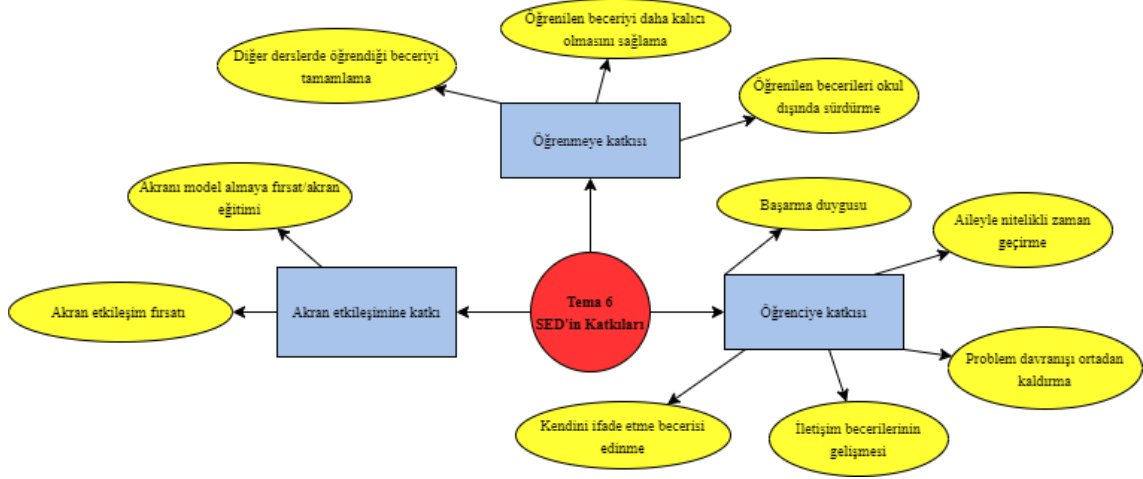 Öğrenilen beceriyi daha kalıcı
olmasını sağlama
Diğer derslerde öğrendiği beceriyi
tamamlama
Öğrenilen becerileri okul
dışında sürdürme
Öğrenmeye katkısı
Akranı model almaya fırsat/akran
eğitimi
Başarma duygusu
Aileyle nitelikli zaman
geçirme
Akran etkileşim fırsatı
Akran etkileşimine katkı
Tema 6
SED'in Katkıları
Öğrenciye katkısı
Problem davranışı ortadan
kaldırma
Kendini ifade etme becerisi
edinme
İletişim becerilerinin
gelişmesi